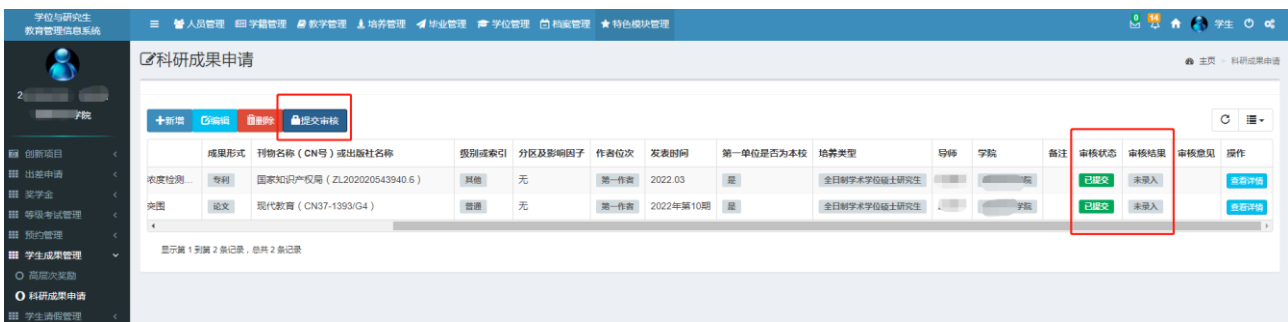 学位与研究生
教育管理信息系统
人员管理 学籍管理 教学管理 培养管理 毕业管理 学位管理 档案管理 特色模块管理
0 14 学生
科研成果申请
主页 - 科研成果申请
2
学院
新增 编辑 删除 提交审核
成果形式 刊物名称（CN号）或出版社名称 级别或索引 分区及影响因子 作者位次 发表时间 第一单位是否为本校 培养类型 导师 学院 备注 审核状态 审核结果 审核意见 操作
浓度检测... 专利 国家知识产权局（ZL202020543940.6） 其他 无 第一作者 2022.03 是 全日制学术学位硕士研究生 院 已提交 未录入 查看详情
突围 论文 现代教育（CN37-1393/G4） 普通 无 第一作者 2022年第10期 是 全日制学术学位硕士研究生 学院 已提交 未录入 查看详情
显示第 1 到第 2 条记录，总共 2 条记录
创新项目
出差申请
奖学金
等级考试管理
预约管理
学生成果管理
高层次奖励
科研成果申请
学生请假管理